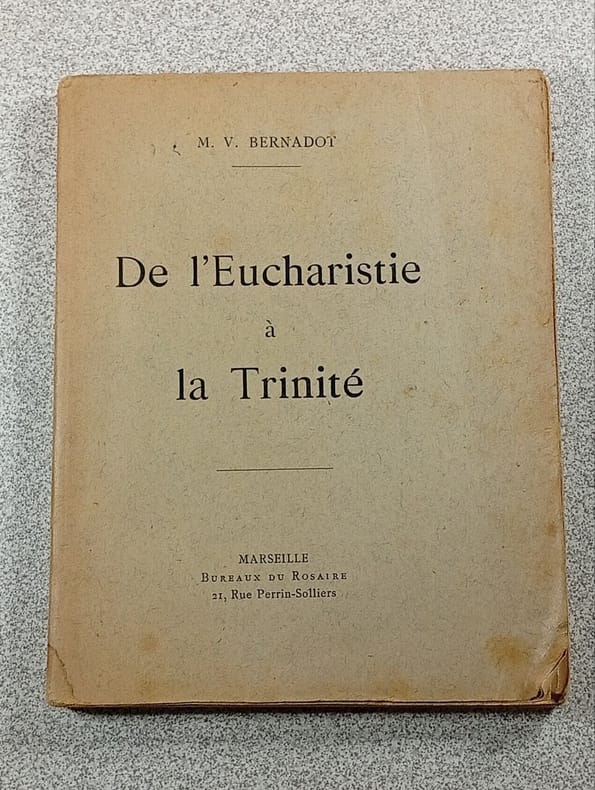 M. V. BERNADOT
De l'Eucharistie
à
la Trinité
MARSEILLE
BUREAUX DU ROSAIRE
21, Rue Perrin-Solliers